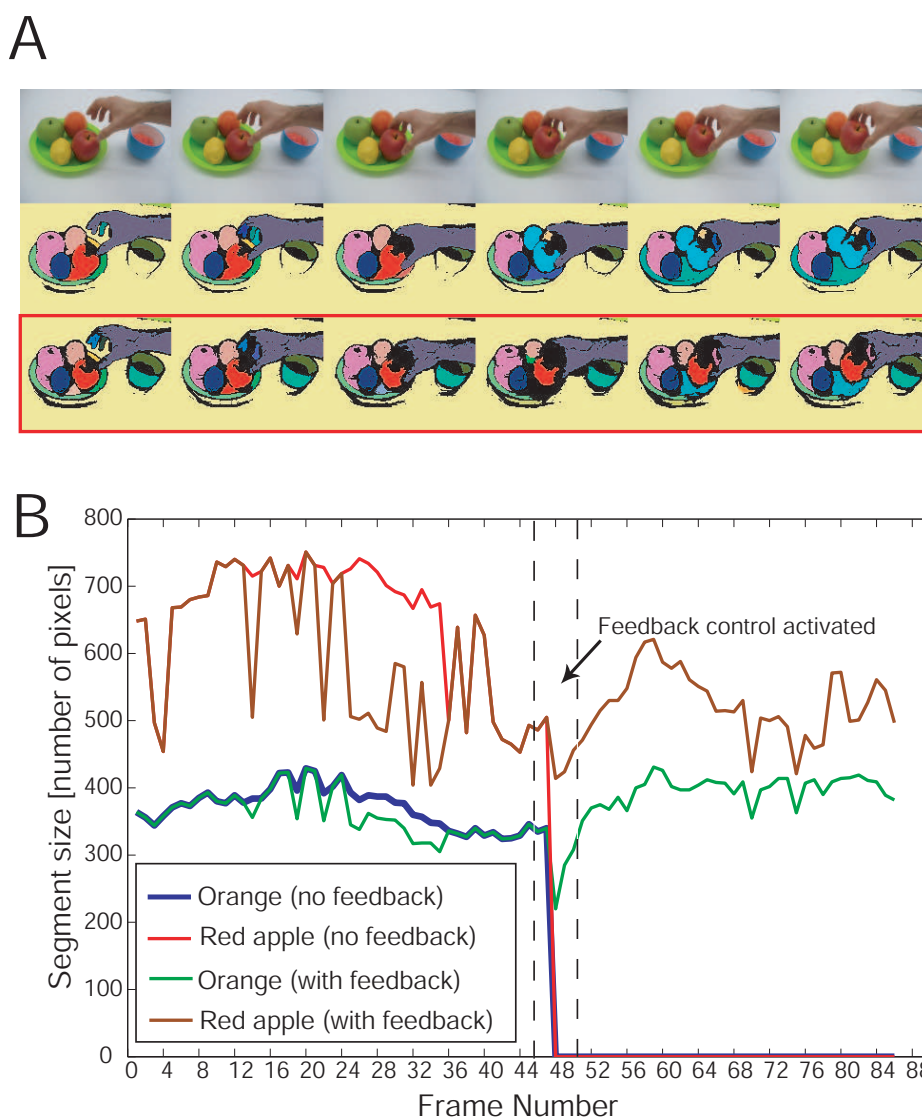 A
B
800
700
600
500
400
300
200
100
0
Segment size [number of pixels]
Feedback control activated
Orange (no feedback)
Red apple (no feedback)
Orange (with feedback)
Red apple (with feedback)
0 4 8 12 16 20 24 28 32 36 40 44 48 52 56 60 64 68 72 76 80 84 88
Frame Number